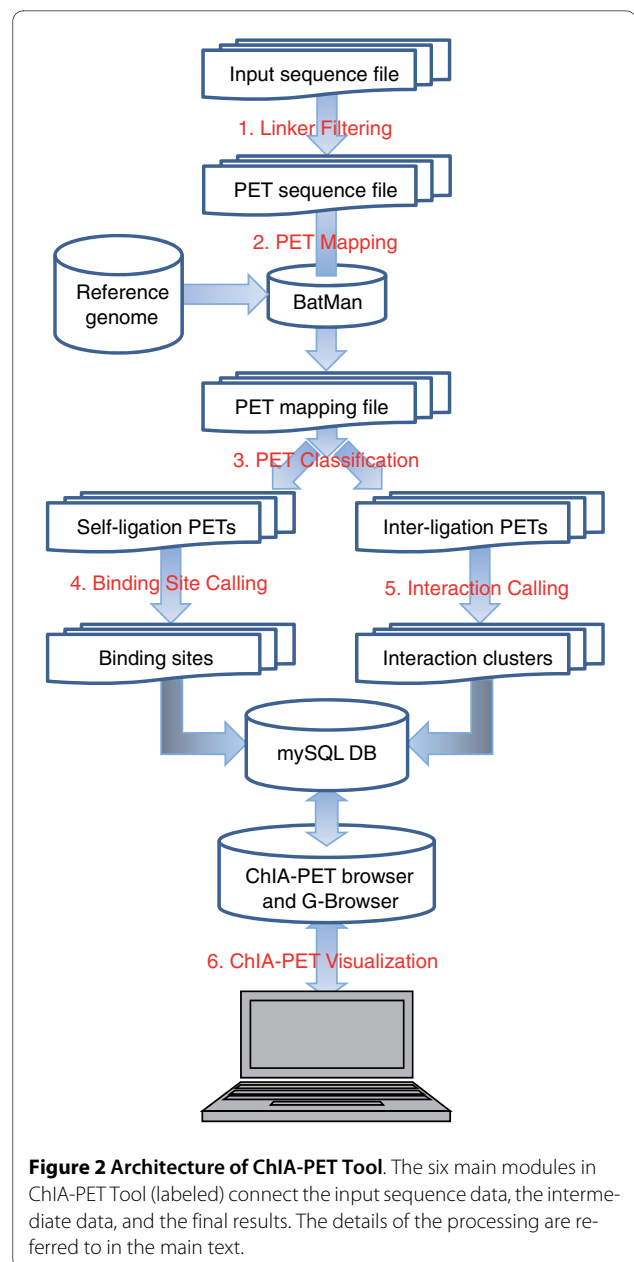 Input sequence file
1. Linker Filtering
PET sequence file
2. PET Mapping
Reference
genome
BatMan
PET mapping file
3. PET Classification
Self-ligation PETs
Inter-ligation PETs
4. Binding Site Calling
5. Interaction Calling
Binding sites
Interaction clusters
mySQL DB
ChIA-PET browser
and G-Browser
6. ChIA-PET Visualization
Figure 2 Architecture of ChIA-PET Tool. The six main modules in
ChIA-PET Tool (labeled) connect the input sequence data, the interme-
diate data, and the final results. The details of the processing are re-
ferred to in the main text.